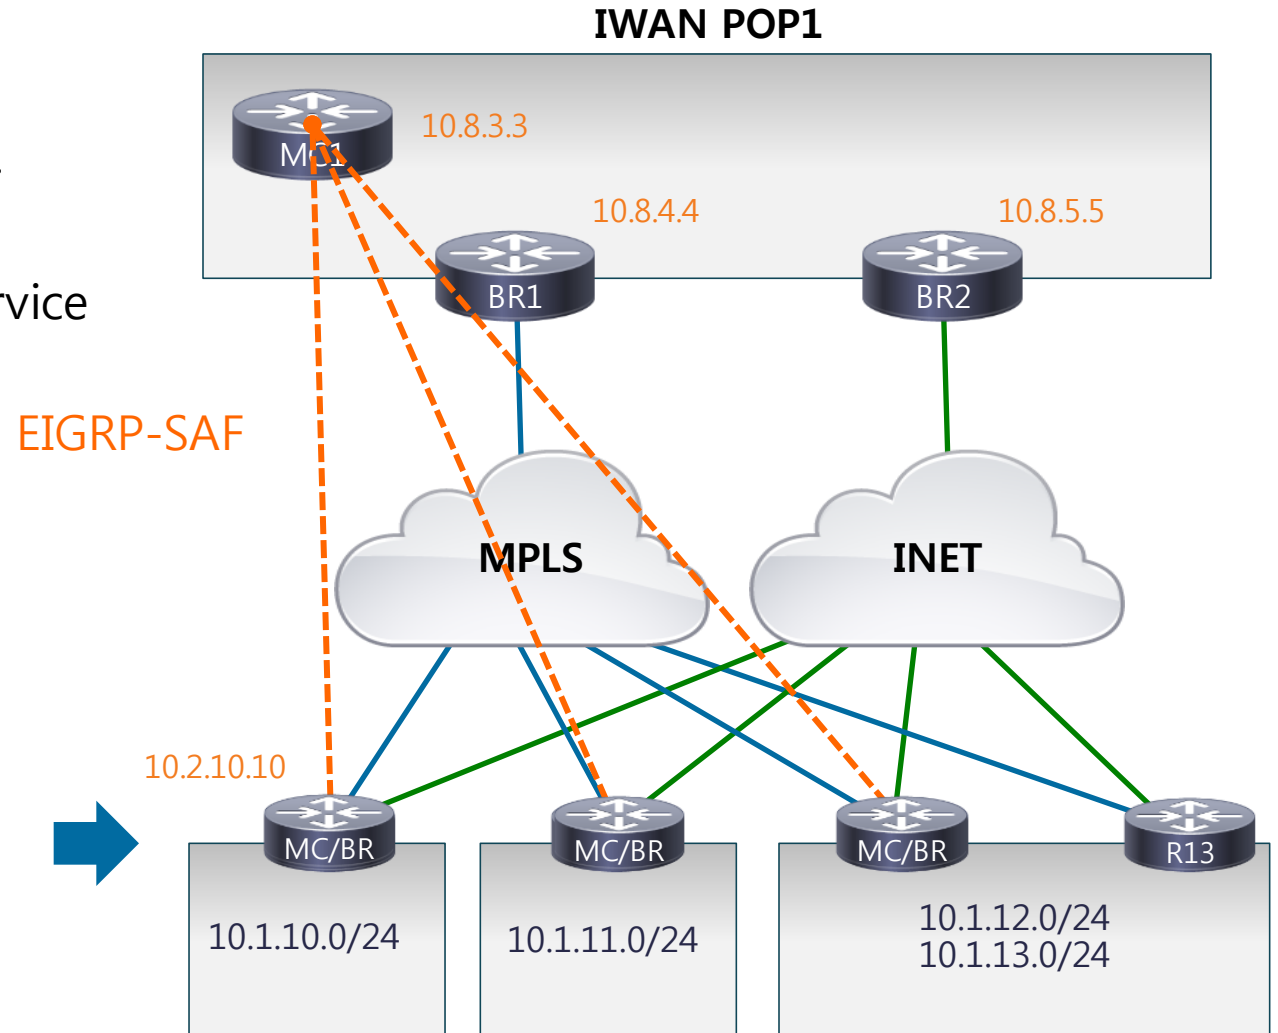 IWAN POP1
10.8.3.3
MC1
10.8.4.4
10.8.5.5
BR1
BR2
rvice
EIGRP-SAF
MPLS
INET
10.2.10.10
MC/BR
MC/BR
MC/BR
R13
10.1.10.0/24
10.1.11.0/24
10.1.12.0/24
10.1.13.0/24